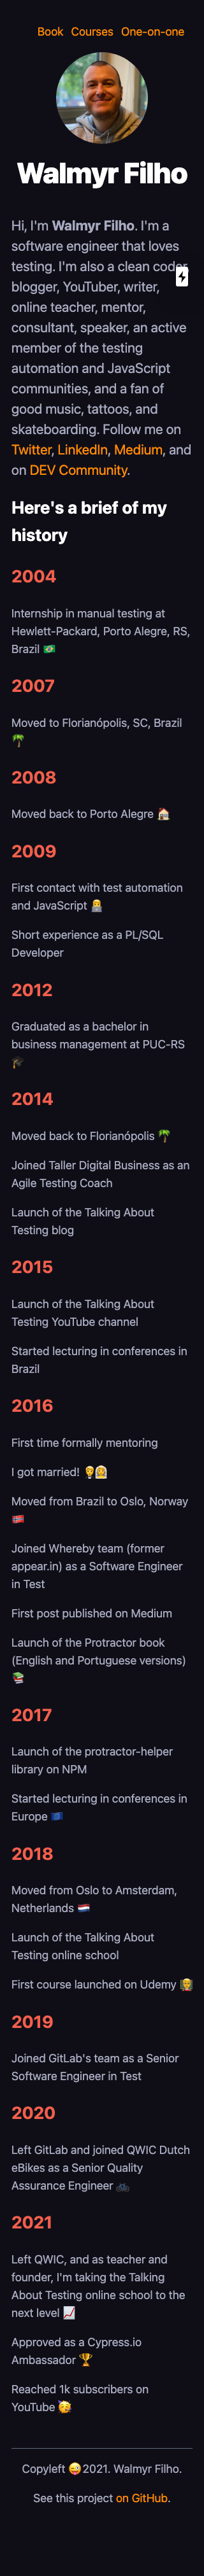 Book Courses One-on-one
Walmyr Filho
Hi, I'm Walmyr Filho. I'm a
software engineer that loves
testing. I'm also a clean coder,
blogger, YouTuber, writer,
online teacher, mentor,
consultant, speaker, an active
member of the testing
automation and JavaScript
communities, and a fan of
good music, tattoos, and
skateboarding. Follow me on
Twitter, LinkedIn, Medium, and
on DEV Community.
Here's a brief of my
history
2004
Internship in manual testing at
Hewlett-Packard, Porto Alegre, RS,
Brazil 🇧🇷
2007
Moved to Florianópolis, SC, Brazil
🌴
2008
Moved back to Porto Alegre 🏠
2009
First contact with test automation
and JavaScript 👨‍💻
Short experience as a PL/SQL
Developer
2012
Graduated as a bachelor in
business management at PUC-RS
🎓
2014
Moved back to Florianópolis 🌴
Joined Taller Digital Business as an
Agile Testing Coach
Launch of the Talking About
Testing blog
2015
Launch of the Talking About
Testing YouTube channel
Started lecturing in conferences in
Brazil
2016
First time formally mentoring
I got married! 🤵👰
Moved from Brazil to Oslo, Norway
🇳🇴
Joined Whereby team (former
appear.in) as a Software Engineer
in Test
First post published on Medium
Launch of the Protractor book
(English and Portuguese versions)
📚
2017
Launch of the protractor-helper
library on NPM
Started lecturing in conferences in
Europe 🇪🇺
2018
Moved from Oslo to Amsterdam,
Netherlands 🇳🇱
Launch of the Talking About
Testing online school
First course launched on Udemy 👨‍🏫
2019
Joined GitLab's team as a Senior
Software Engineer in Test
2020
Left GitLab and joined QWIC Dutch
eBikes as a Senior Quality
Assurance Engineer 🚲
2021
Left QWIC, and as teacher and
founder, I'm taking the Talking
About Testing online school to the
next level 📈
Approved as a Cypress.io
Ambassador 🏆
Reached 1k subscribers on
YouTube 🥳
Copyleft 😜2021. Walmyr Filho.
See this project on GitHub.